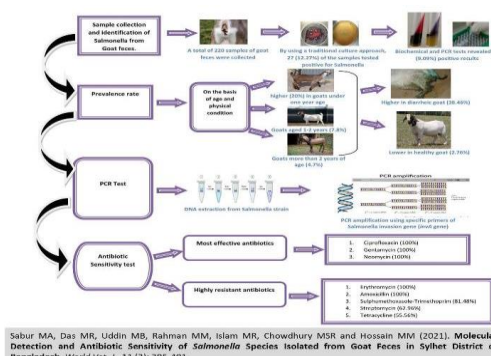 Sample collection
and identification of
Salmonella from
Goat feces.
A total of 220 samples of goat
feces were collected
By using a traditional culture approach,
27 (12.27%) of the samples tested
positive for Salmonella
Biochemical and PCR tests revealed
positive results
Prevalence rate
On the basis
of age and
physical
condition
Higher (20%) in goats under
one year age
Goats aged 1-2 years (7.8%)
Goats more than 2 years of
age (4.7%)
Higher in diarrheic goat
Lower in healthy goat (2.76%)
PCR Test
DNA extraction from Salmonella strain
PCR amplification
PCR amplification using specific primers of
Salmonella invasion gene (invA gene)
Antibiotic
Sensitivity test
Most effective antibiotics
1. Ciprofloxacin (100%)
2. Gentamycin (100%)
3. Neomycin (100%)
Highly resistant antibiotics
1. Erythromycin (100%)
2. Amoxicillin (100%)
3. Sulphomethoxale-Trimethoprim (81.48%)
4. Streptomycin (62.96%)
5. Tetracycline (55.56%)
Sabur MA, Das MR, Uddin MB, Rahman MM, Islam MR, Chowdhury MSR and Hossain MM (2021). Molecular
Detection and Antibiotic Sensitivity of Salmonella Species Isolated from Goat Feces in Sylhet District